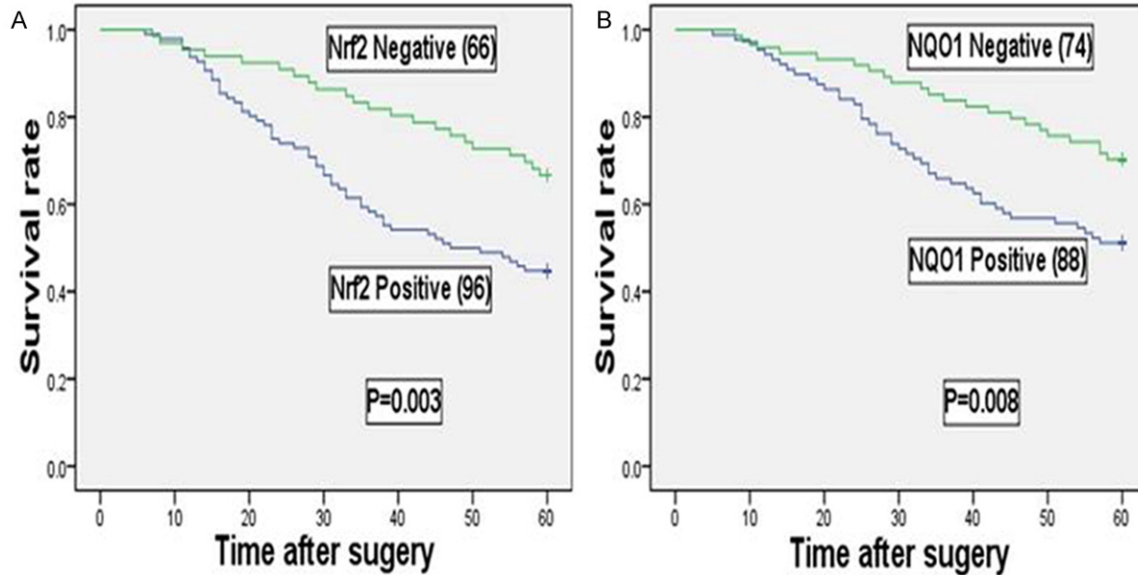 A
Nrf2 Negative (66)
Nrf2 Positive (96)
P=0.003
Survival rate
1.0
0.8
0.6
0.4
0.2
0.0
0 10 20 30 40 50 60
Time after sugery
B
NQO1 Negative (74)
NQO1 Positive (88)
P=0.008
Survival rate
1.0
0.8
0.6
0.4
0.2
0.0
0 10 20 30 40 50 60
Time after sugery